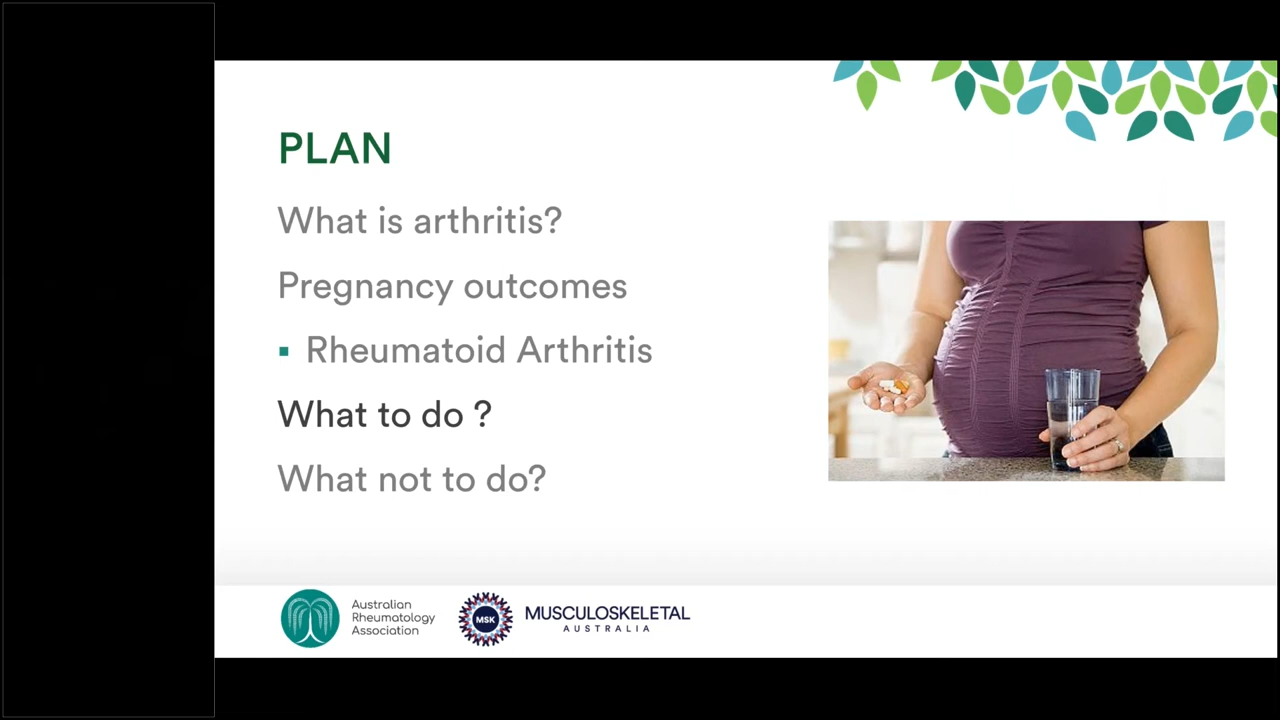 PLAN
What is arthritis?
Pregnancy outcomes
▪ Rheumatoid Arthritis
What to do ?
What not to do?
Australian
Rheumatology
Association
MSK
MUSCULOSKELETAL
AUSTRALIA